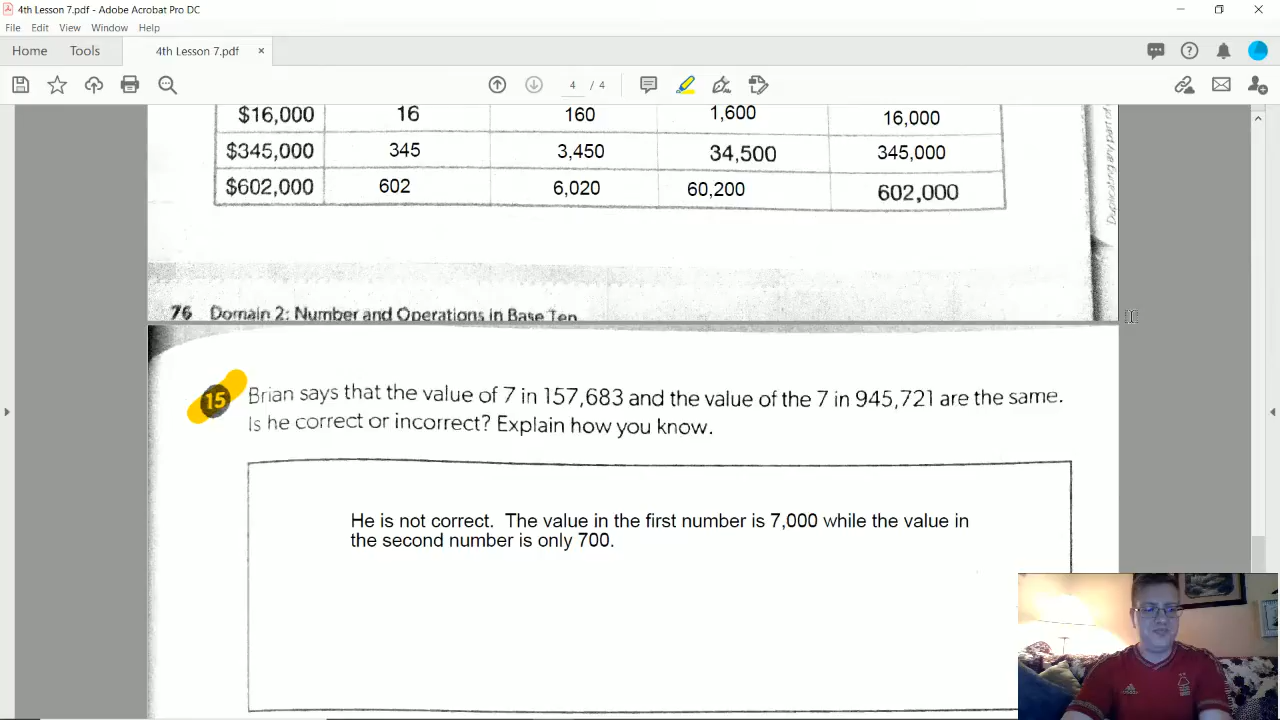 4th Lesson 7.pdf - Adobe Acrobat Pro DC
File Edit View Window Help
Home Tools 4th Lesson 7.pdf ×
4 / 4
$16,000 16 160 1,600 16,000
$345,000 345 3,450 34,500 345,000
$602,000 602 6,020 60,200 602,000
Duplicating any part of
76 Domain 2: Number and Operations in Base Ten
15 Brian says that the value of 7 in 157,683 and the value of the 7 in 945,721 are the same.
Is he correct or incorrect? Explain how you know.
He is not correct. The value in the first number is 7,000 while the value in
the second number is only 700.